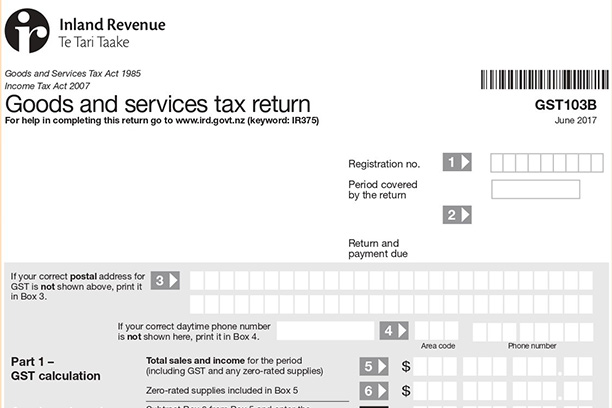 Inland Revenue
Te Tari Taake
Goods and Services Tax Act 1985
Income Tax Act 2007
Goods and services tax return
GST103B
For help in completing this return go to www.ird.govt.nz (keyword: IR375)
June 2017
Registration no. 1
Period covered
by the return
2
Return and
payment due
If your correct postal address for
GST is not shown above, print it
in Box 3.
3
If your correct daytime phone number
is not shown here, print it in Box 4.
4
Area code Phone number
Part 1 –
GST calculation
Total sales and income for the period
(including GST and any zero-rated supplies)
5 $ .
Zero-rated supplies included in Box 5
6 $ .